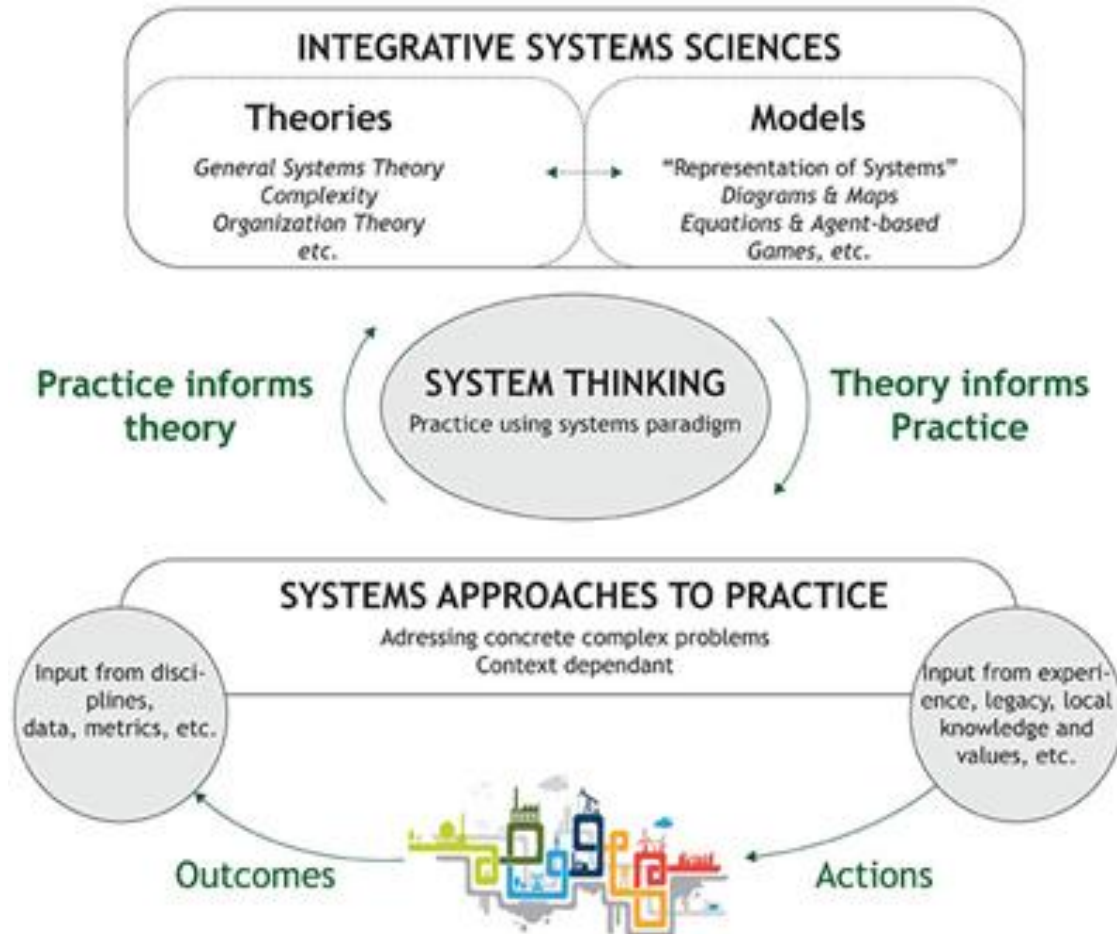 INTEGRATIVE SYSTEMS SCIENCES
Theories
General Systems Theory
Complexity
Organization Theory
etc.
Models
“Representation of Systems”
Diagrams & Maps
Equations & Agent-based
Games, etc.
Practice informs
theory
SYSTEM THINKING
Practice using systems paradigm
Theory informs
Practice
SYSTEMS APPROACHES TO PRACTICE
Adressing concrete complex problems
Context dependant
Input from disci-
plines,
data, metrics, etc.
Input from experi-
ence, legacy, local
knowledge and
values, etc.
Outcomes
Actions